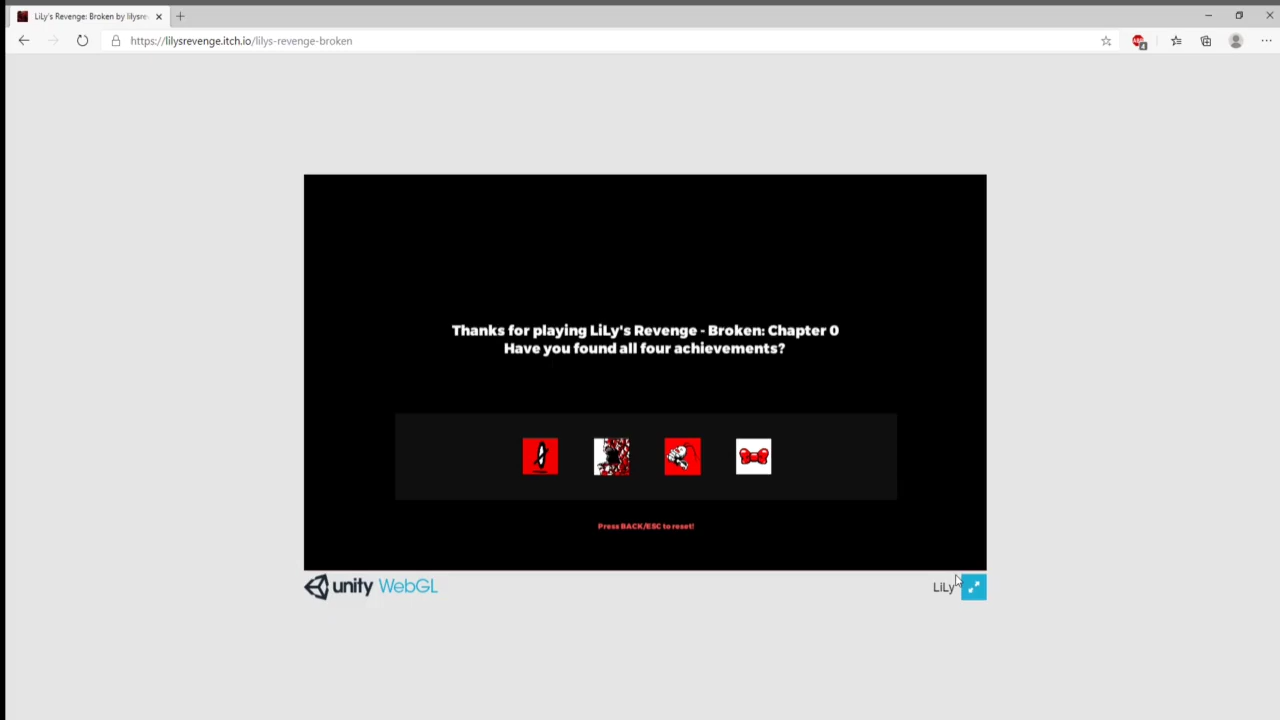 LiLy's Revenge: Broken by lilysre
https://lilysrevenge.itch.io/lilys-revenge-broken
4
Thanks for playing LiLy's Revenge - Broken: Chapter 0
Have you found all four achievements?
Press BACK/ESC to reset!
unity WebGL
LiLy